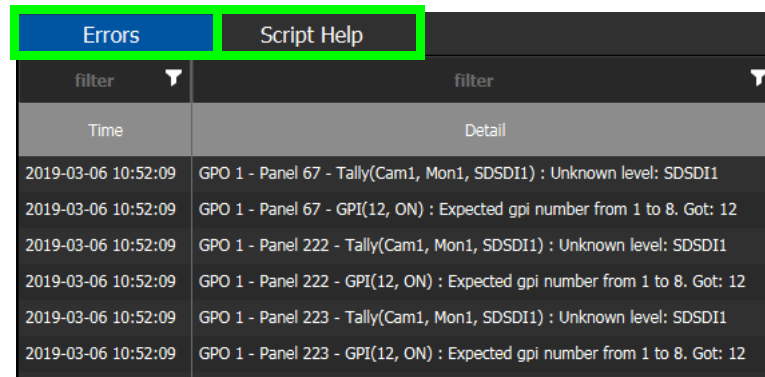 Errors Script Help
filter filter
Time Detail
2019-03-06 10:52:09 GPO 1 - Panel 67 - Tally(Cam1, Mon1, SDSDI1) : Unknown level: SDSDI1
2019-03-06 10:52:09 GPO 1 - Panel 67 - GPI(12, ON) : Expected gpi number from 1 to 8. Got: 12
2019-03-06 10:52:09 GPO 1 - Panel 222 - Tally(Cam1, Mon1, SDSDI1) : Unknown level: SDSDI1
2019-03-06 10:52:09 GPO 1 - Panel 222 - GPI(12, ON) : Expected gpi number from 1 to 8. Got: 12
2019-03-06 10:52:09 GPO 1 - Panel 223 - Tally(Cam1, Mon1, SDSDI1) : Unknown level: SDSDI1
2019-03-06 10:52:09 GPO 1 - Panel 223 - GPI(12, ON) : Expected gpi number from 1 to 8. Got: 12